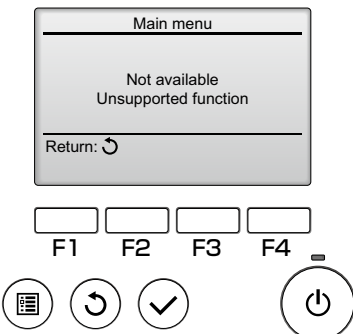 Main menu
Not available
Unsupported function
Return:
F1 F2 F3 F4